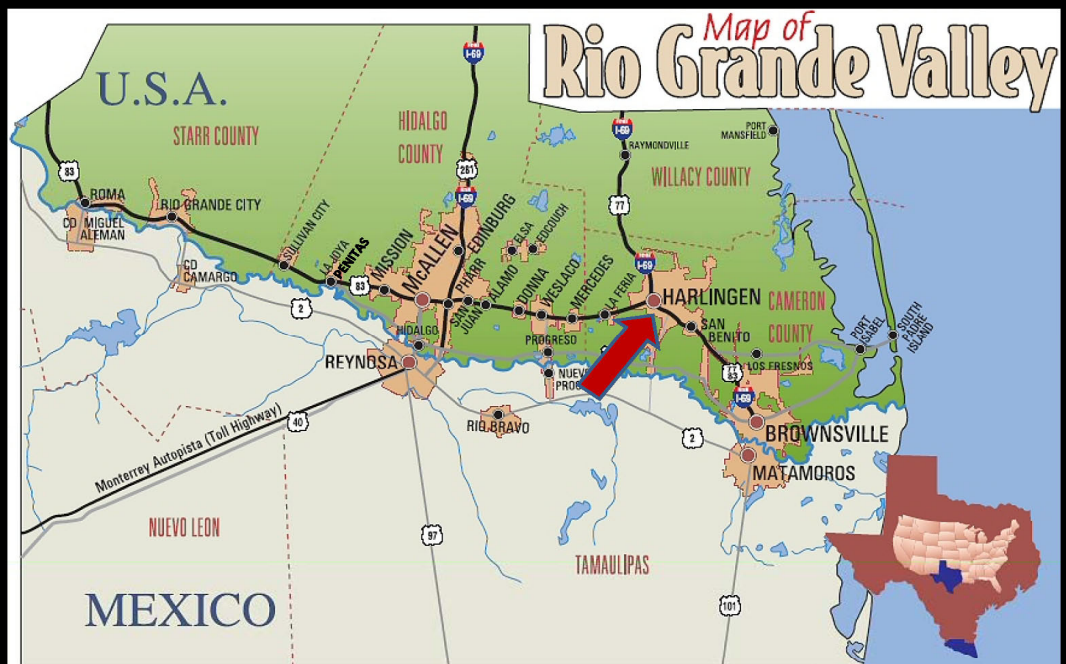 Map of
Rio Grande Valley
U.S.A.
STARR COUNTY
HIDALGO
COUNTY
WILLACY COUNTY
CAMERON
COUNTY
I-69
281
I-69
I-69
77
I-69
83
83
77
83
I-69
PORT
MANSFIELD
RAYMONDVILLE
ROMA
CD MIGUEL
ALEMAN
RIO GRANDE CITY
CD
CAMARGO
SULLIVAN CITY
LA JOYA
PENITAS
MISSION
McALLEN
EDINBURG
PHARR
SAN
JUAN
ALAMO
ELSA
EDCOUCH
DONNA
WESLACO
MERCEDES
LA FERIA
HARLINGEN
SAN
BENITO
LOS FRESNOS
PORT
ISABEL
SOUTH
PADRE
ISLAND
HIDALGO
REYNOSA
PROGRESO
RIO BRAVO
BROWNSVILLE
MATAMOROS
2
2
40
97
101
Monterrey Autopista (Toll Highway)
NUEVO LEON
TAMAULIPAS
MEXICO